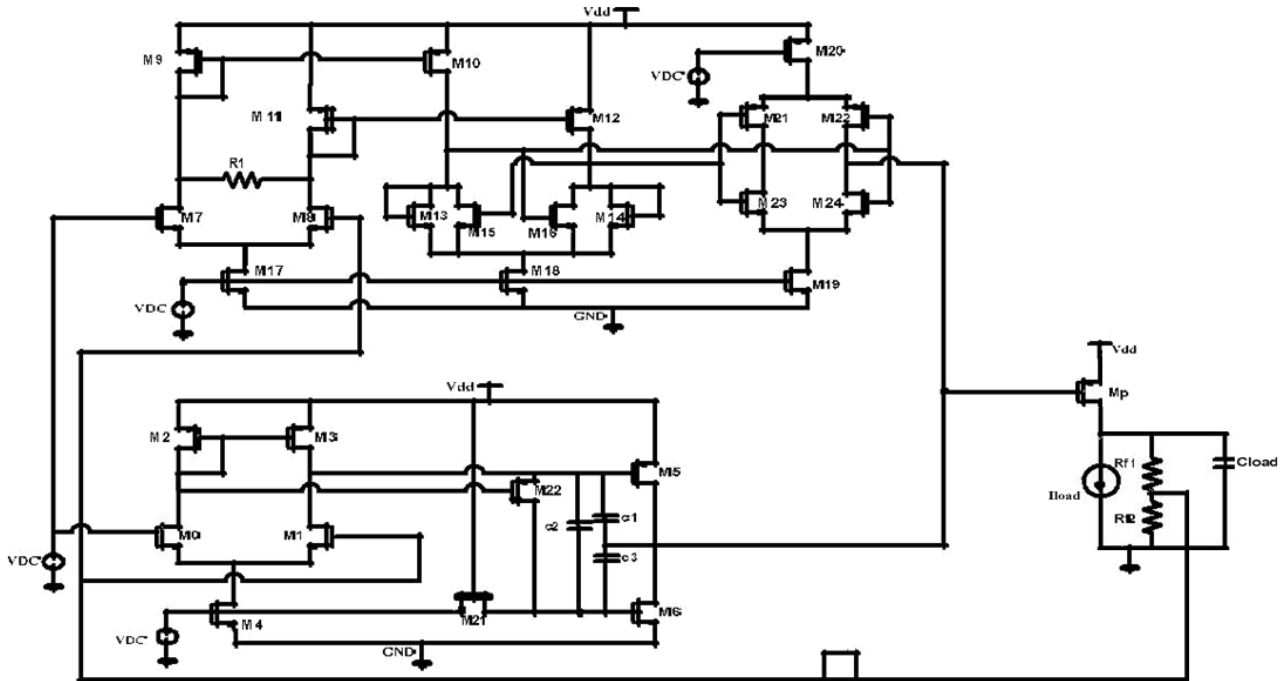 Vdd
M9
M10
M20
VDC
M11
M12
M21
M22
R1
M7
M8
M13
M15
M16
M14
M23
M24
M17
M18
M19
VDC
GND
Vdd
Mp
Vdd
M2
M3
M5
Rf1
Cload
M22
Iload
c2
c1
Rf2
M0
M1
c3
VDC
M21
M6
M4
VDC
GND